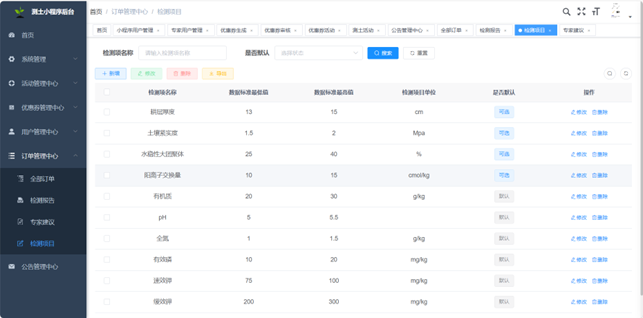 测土小程序后台
首页 / 订单管理中心 / 检测项目
首页
系统管理
活动管理中心
优惠券管理中心
用户管理中心
订单管理中心
全部订单
检测报告
专家建议
检测项目
公告管理中心
首页 小程序用户管理 × 专家用户管理 × 优惠套生成 × 优惠套审核 × 优惠套活动 × 测土活动 × 公告管理中心 × 全部订单 × 检测报告 × 检测项目 × 专家建议 ×
检测项名称 请输入检测项名称 是否默认 选择状态 搜索 重置
+ 新增 修改 删除 导出
检测项名称 数据标准最低值 数据标准最高值 检测项目单位 是否默认 操作
耕层厚度 13 15 cm 可选 修改 删除
土壤紧实度 1.5 2 Mpa 可选 修改 删除
水稳性大团聚体 25 40 % 可选 修改 删除
阳离子交换量 10 15 cmol/kg 可选 修改 删除
有机质 20 30 g/kg 默认 修改 删除
pH 5 5.5 默认 修改 删除
全氮 1 1.5 g/kg 默认 修改 删除
有效磷 10 20 mg/kg 默认 修改 删除
速效钾 75 100 mg/kg 默认 修改 删除
缓效钾 200 300 mg/kg 默认 修改 删除